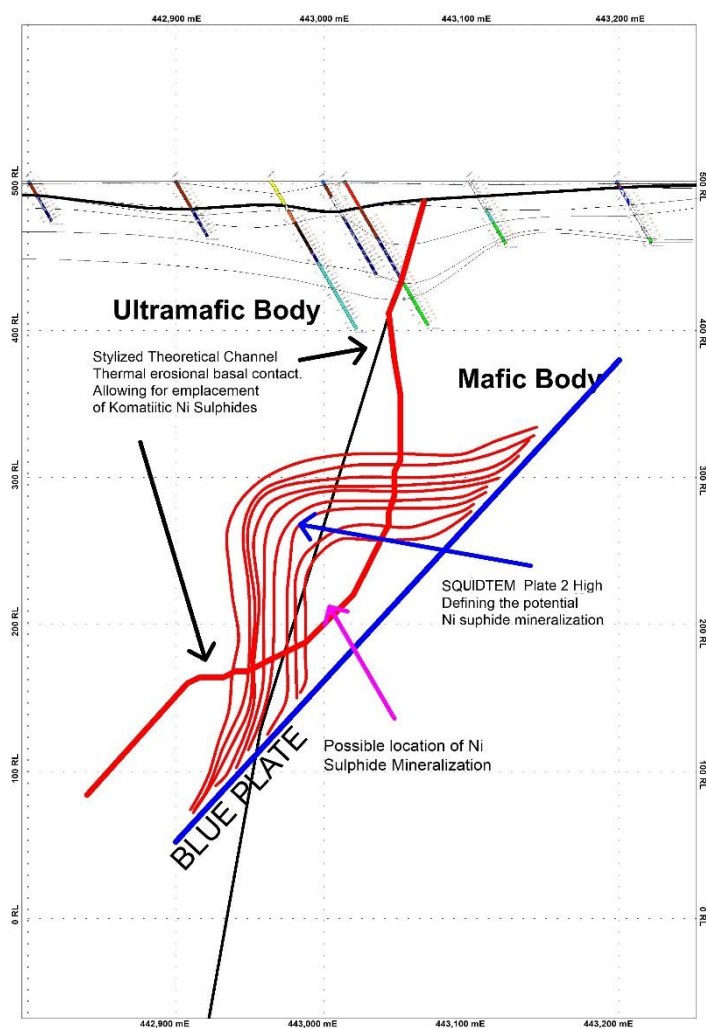 442,900 mE
443,000 mE
443,100 mE
443,200 mE
500 RL
500 RL
Ultramafic Body
400 RL
400 RL
Stylized Theoretical Channel
Thermal erosional basal contact.
Allowing for emplacement
of Komatiitic Ni Sulphides
Mafic Body
300 RL
300 RL
SQUIDTEM Plate 2 High
Defining the potential
Ni suphide mineralization
200 RL
200 RL
Possible location of Ni
Sulphide Mineralization
100 RL
100 RL
BLUE PLATE
0 RL
0 RL
442,900 mE
443,000 mE
443,100 mE
443,200 mE